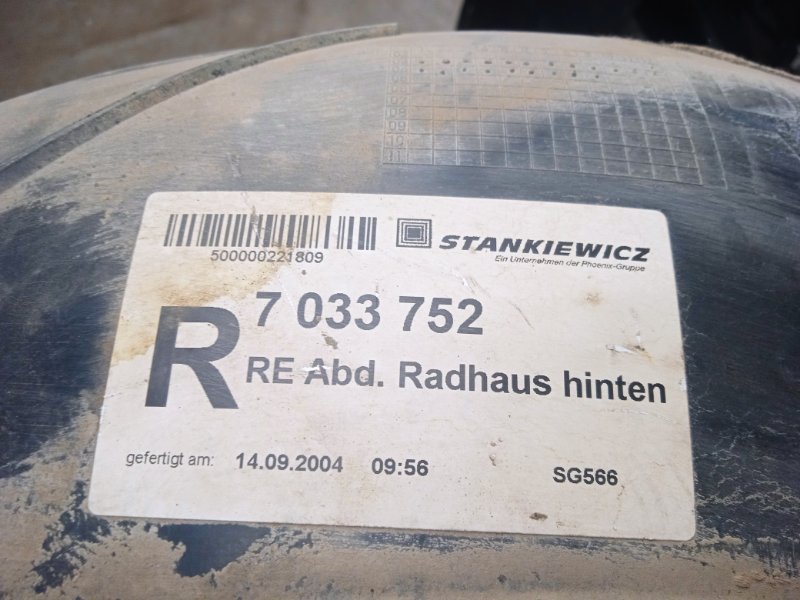 500000221809
STANKIEWICZ
Ein Unternehmen der Phoenix-Gruppe
R
7 033 752
RE Abd. Radhaus hinten
gefertigt am: 14.09.2004 09:56 SG566